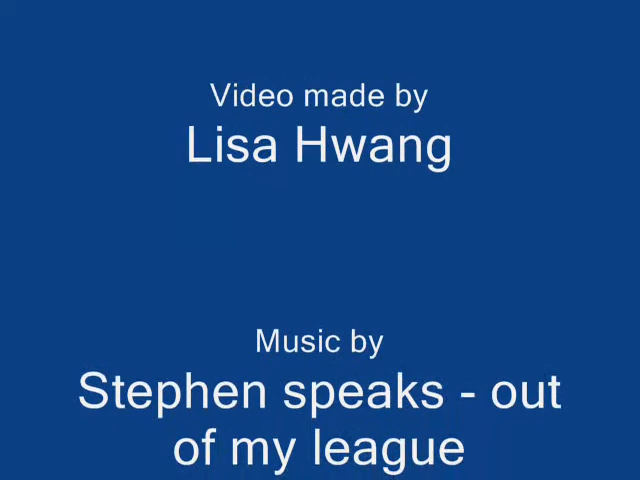 Video made by
Lisa Hwang
Music by
Stephen speaks - out
of my league